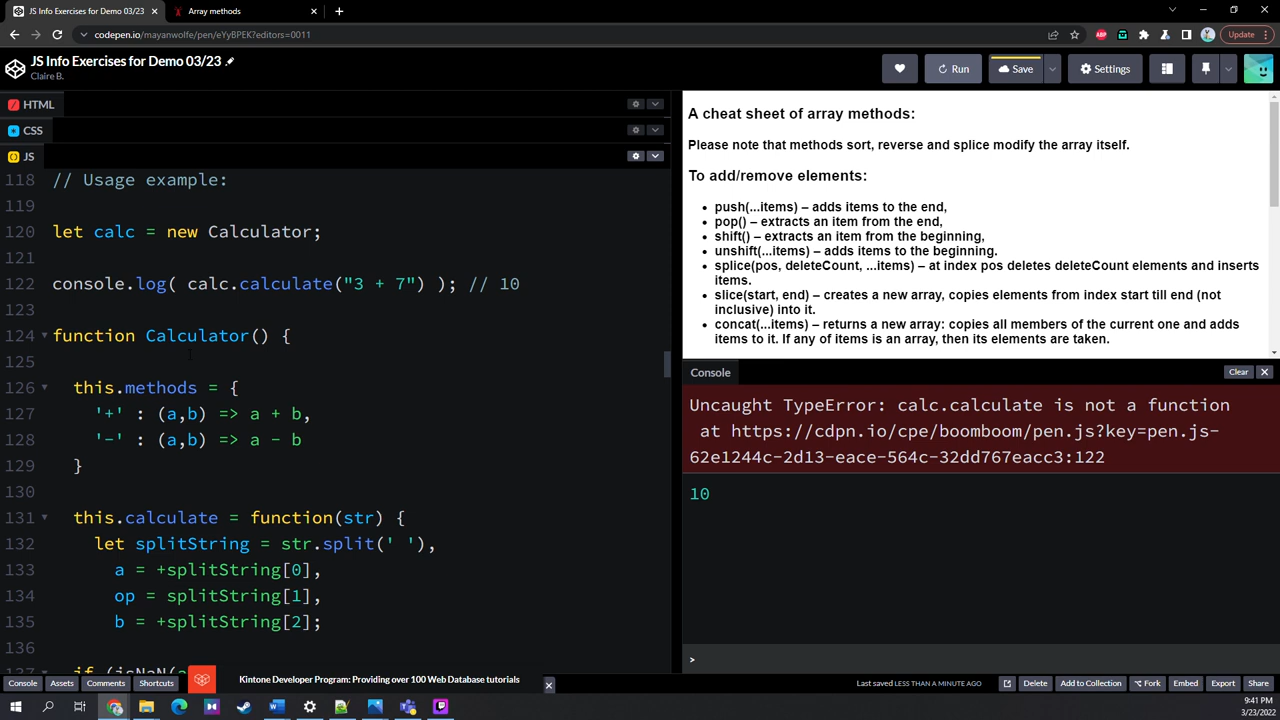 JS Info Exercises for Demo 03/23
Array methods
codepen.io/mayanwolfe/pen/eYyBPEK?editors=0011
ABP
Update
JS Info Exercises for Demo 03/23
Claire B.
Run
Save
Settings
HTML
CSS
JS
118 // Usage example:
119
120 let calc = new Calculator;
121
122 console.log( calc.calculate("3 + 7") ); // 10
123
124 function Calculator() {
125
126 this.methods = {
127 '+' : (a,b) => a + b,
128 '-' : (a,b) => a - b
129 }
130
131 this.calculate = function(str) {
132 let splitString = str.split(' '),
133 a = +splitString[0],
134 op = splitString[1],
135 b = +splitString[2];
136
137 if (isNaN(a
A cheat sheet of array methods:
Please note that methods sort, reverse and splice modify the array itself.
To add/remove elements:
• push(...items) – adds items to the end,
• pop() – extracts an item from the end,
• shift() – extracts an item from the beginning,
• unshift(...items) – adds items to the beginning.
• splice(pos, deleteCount, ...items) – at index pos deletes deleteCount elements and inserts
items.
• slice(start, end) – creates a new array, copies elements from index start till end (not
inclusive) into it.
• concat(...items) – returns a new array: copies all members of the current one and adds
items to it. If any of items is an array, then its elements are taken.
Console
Clear
Uncaught TypeError: calc.calculate is not a function
at https://cdpn.io/cpe/boomboom/pen.js?key=pen.js-
62e1244c-2d13-eace-564c-32dd767eacc3:122
10
>
Console Assets Comments Shortcuts
Kintone Developer Program: Providing over 100 Web Database tutorials
Last saved LESS THAN A MINUTE AGO
Delete Add to Collection Fork Embed Export Share
9:41 PM
3/23/2022